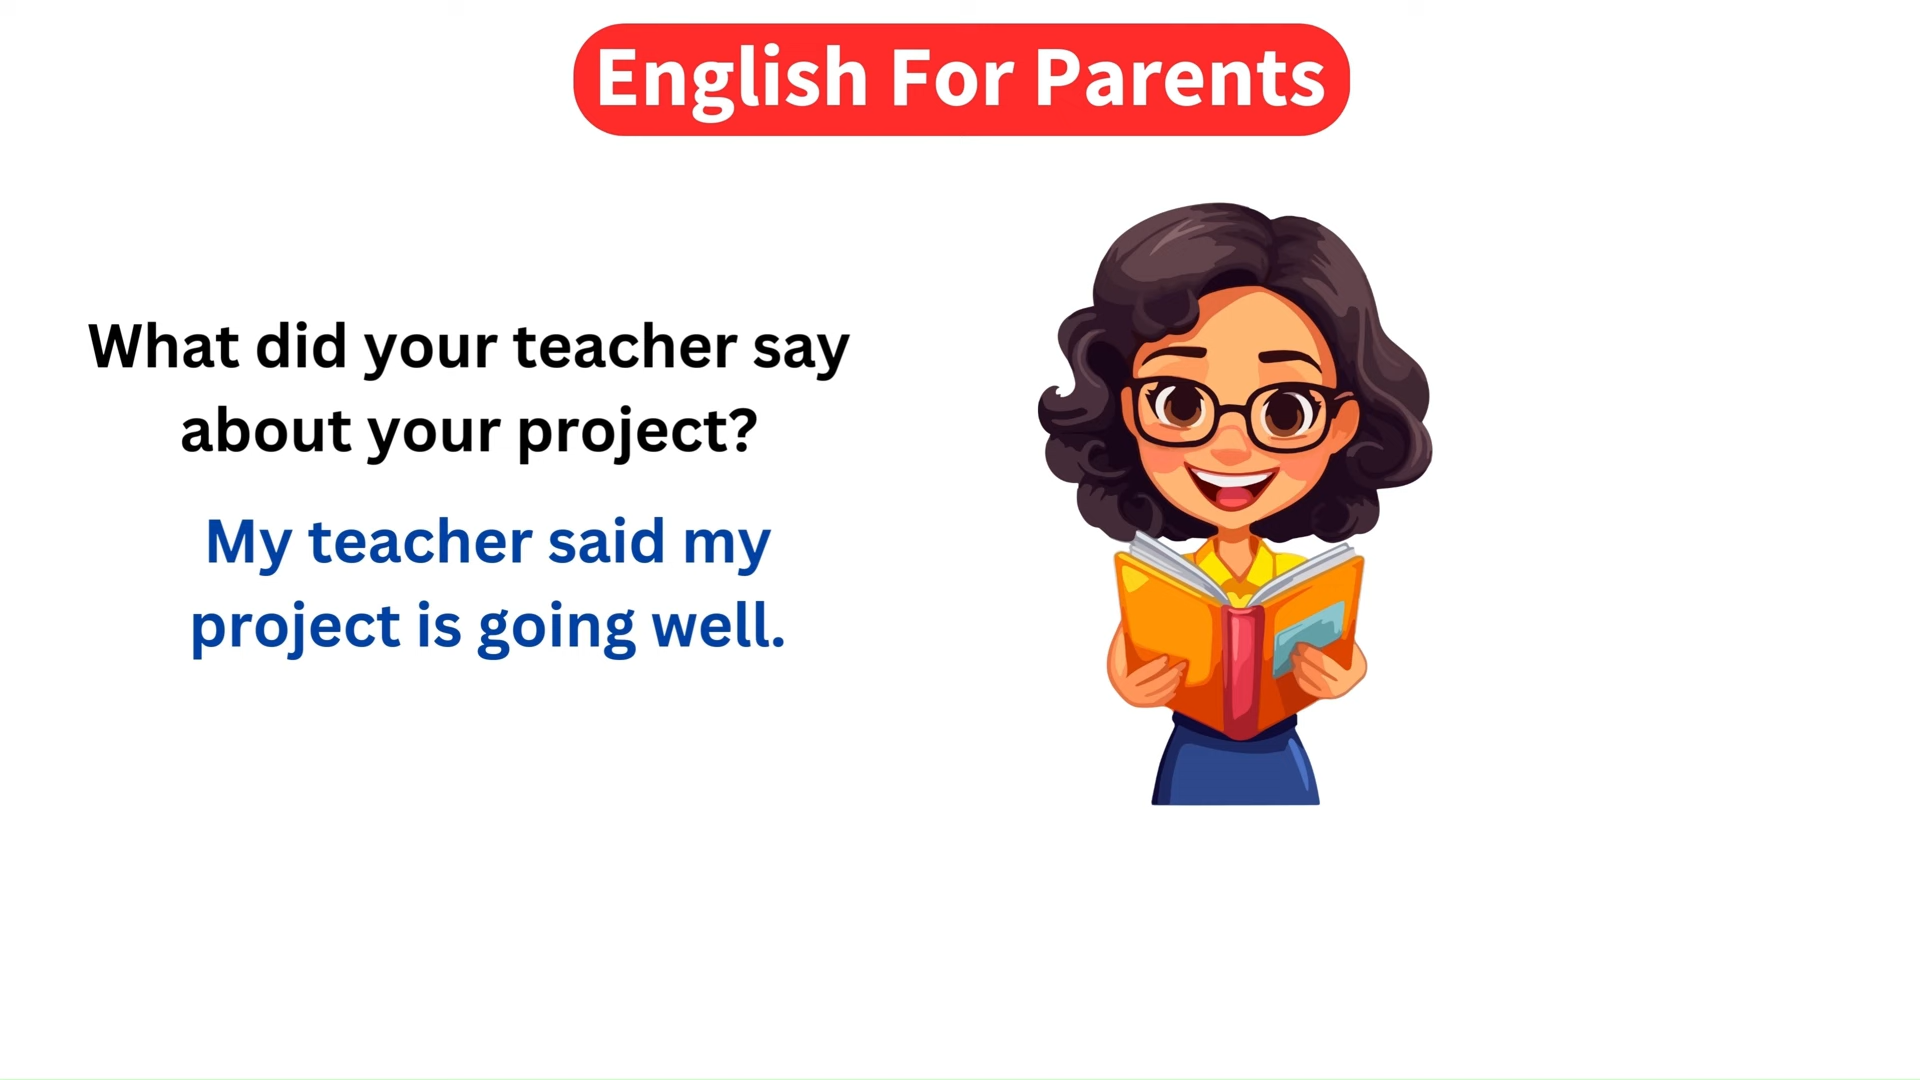 English For Parents
What did your teacher say
about your project?
My teacher said my
project is going well.